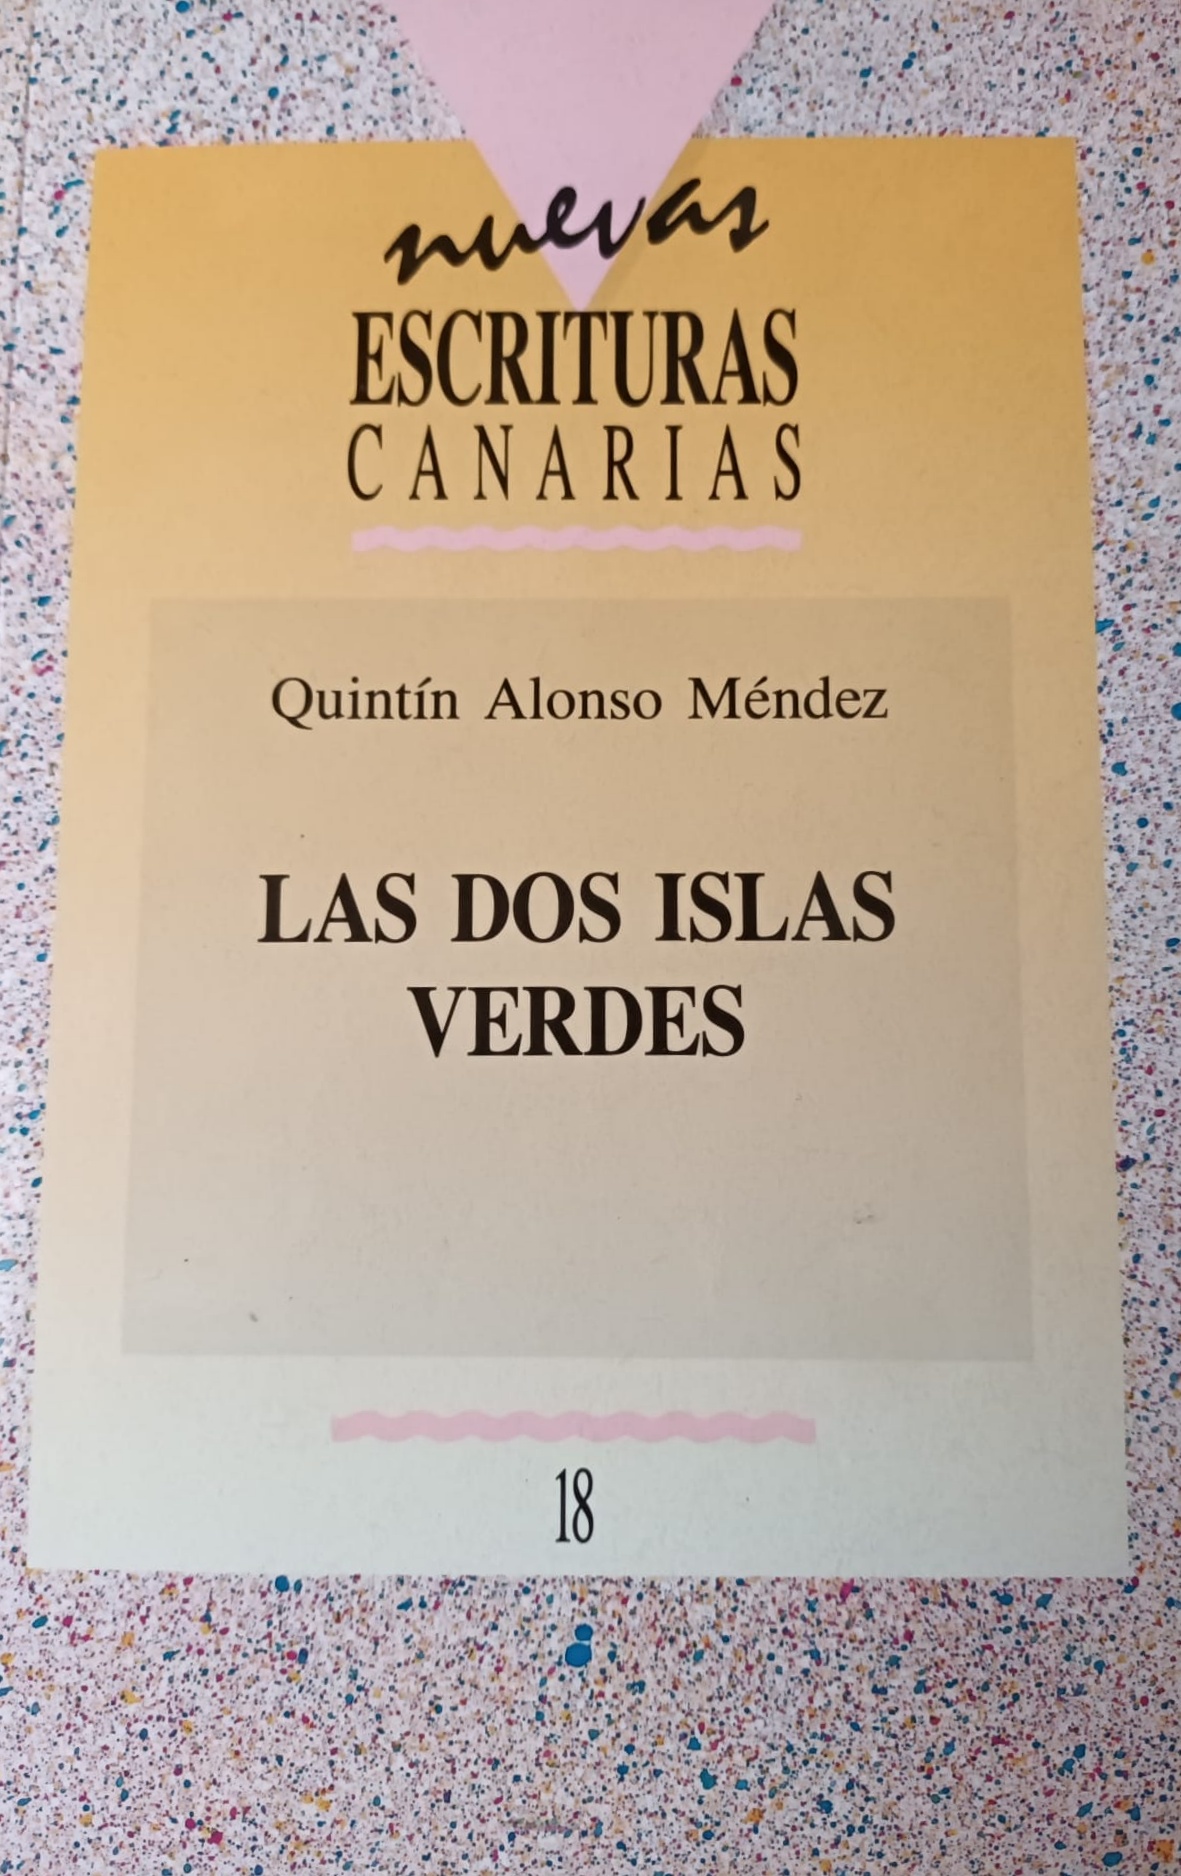 nuevas
ESCRITURAS
CANARIAS
Quintín Alonso Méndez
LAS DOS ISLAS
VERDES
18